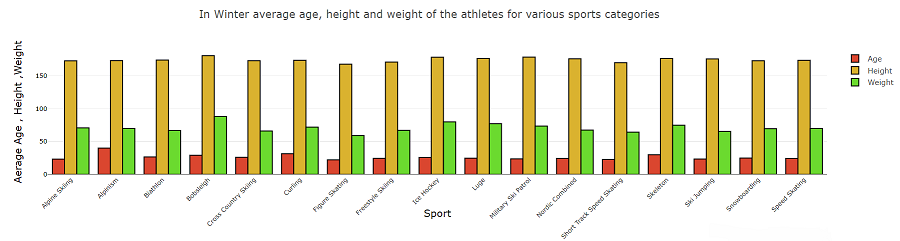 In Winter average age, height and weight of the athletes for various sports categories
Aerage Age , Height ,Weight
150
100
50
0
Alpine Skiing
Alpinism
Biathlon
Bobsleigh
Cross Country Skiing
Curling
Figure Skating
Freestyle Skiing
Ice Hockey
Luge
Military Ski Patrol
Nordic Combined
Short Track Speed Skating
Skeleton
Ski Jumping
Snowboarding
Speed Skating
Sport
Age
Height
Weight